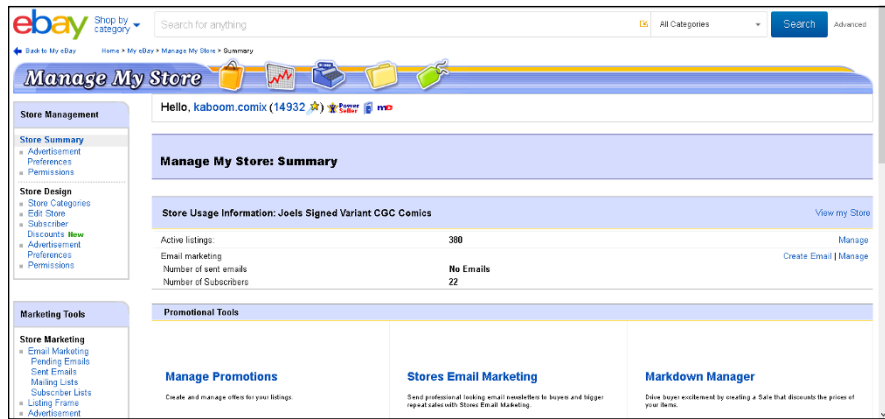 ebay Shop by category Search for anything All Categories Search Advanced
Back to My eBay Home > My eBay > Manage My Store > Summary
Manage My Store
Hello, kaboom.comix (14932) Power Seller me
Store Management
Store Summary
Advertisement
Preferences
Permissions
Store Design
Store Categories
Edit Store
Subscriber
Discounts New
Advertisement
Preferences
Permissions
Marketing Tools
Store Marketing
Email Marketing
Pending Emails
Sent Emails
Mailing Lists
Subscriber Lists
Listing Frame
Advertisement
Manage My Store: Summary
Store Usage Information: Joels Signed Variant CGC Comics View my Store
Active listings: 380 Manage
Email marketing Create Email | Manage
Number of sent emails No Emails
Number of Subscribers 22
Promotional Tools
Manage Promotions
Create and manage offers for your listings.
Stores Email Marketing
Send professional looking email newsletters to buyers and trigger
repeat sales with Stores Email Marketing.
Markdown Manager
Drive buyer excitement by creating a Sale that discounts the prices of
your items.